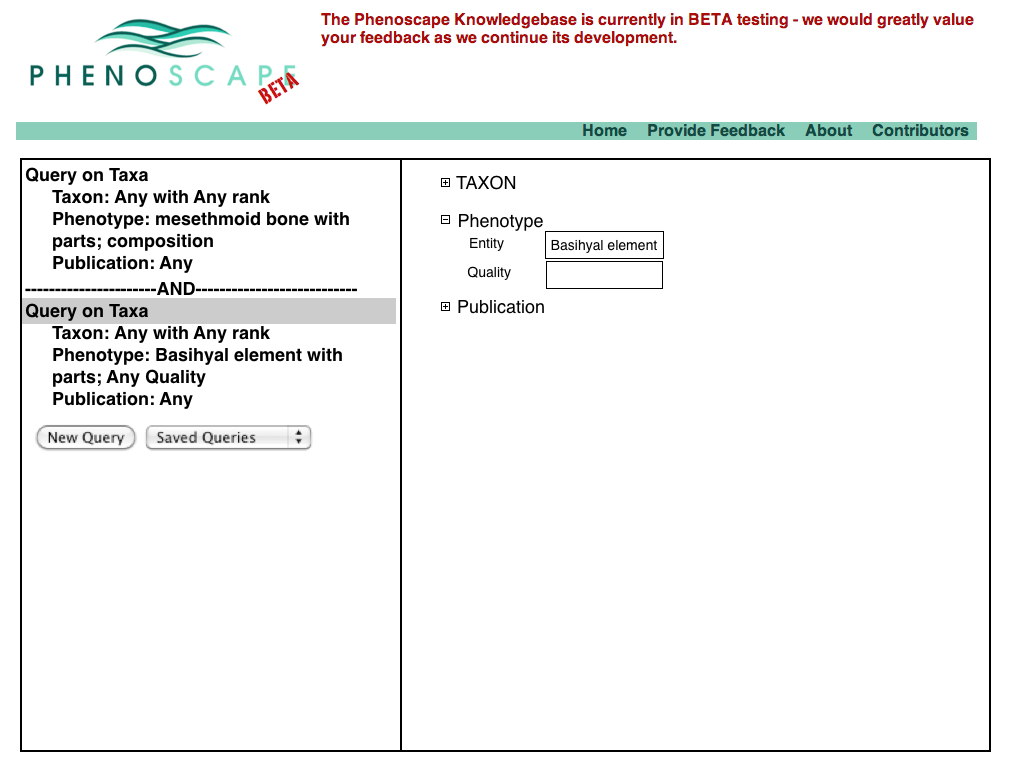 The Phenoscape Knowledgebase is currently in BETA testing - we would greatly value
your feedback as we continue its development.
PHENOSCAPE
BETA
Home Provide Feedback About Contributors
Query on Taxa
Taxon: Any with Any rank
Phenotype: mesethmoid bone with
parts; composition
Publication: Any
----------------------AND---------------------------
Query on Taxa
Taxon: Any with Any rank
Phenotype: Basihyal element with
parts; Any Quality
Publication: Any
New Query Saved Queries
TAXON
Phenotype
Entity Basihyal element
Quality
Publication